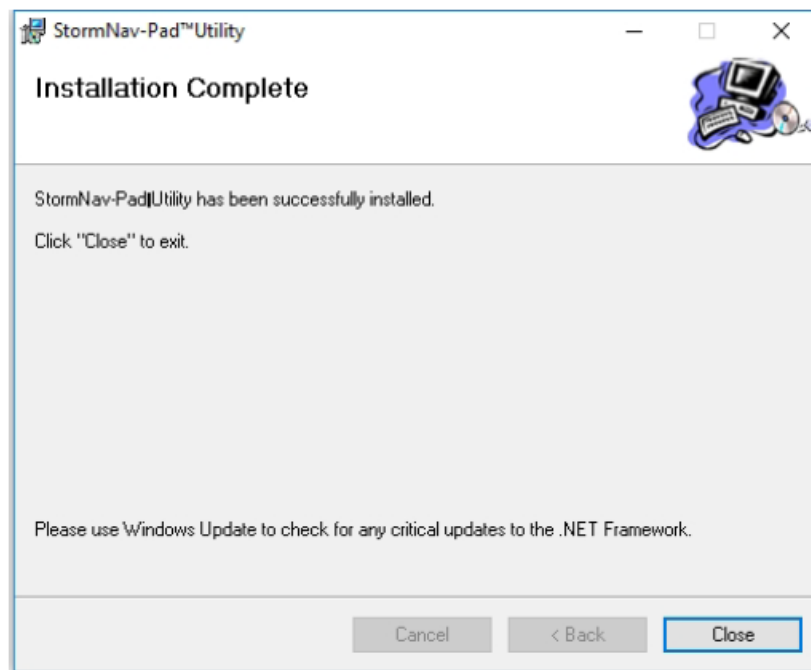 StormNav-Pad™Utility
Installation Complete
StormNav-Pad|Utility has been successfully installed.
Click "Close" to exit.
Please use Windows Update to check for any critical updates to the .NET Framework.
Cancel
< Back
Close